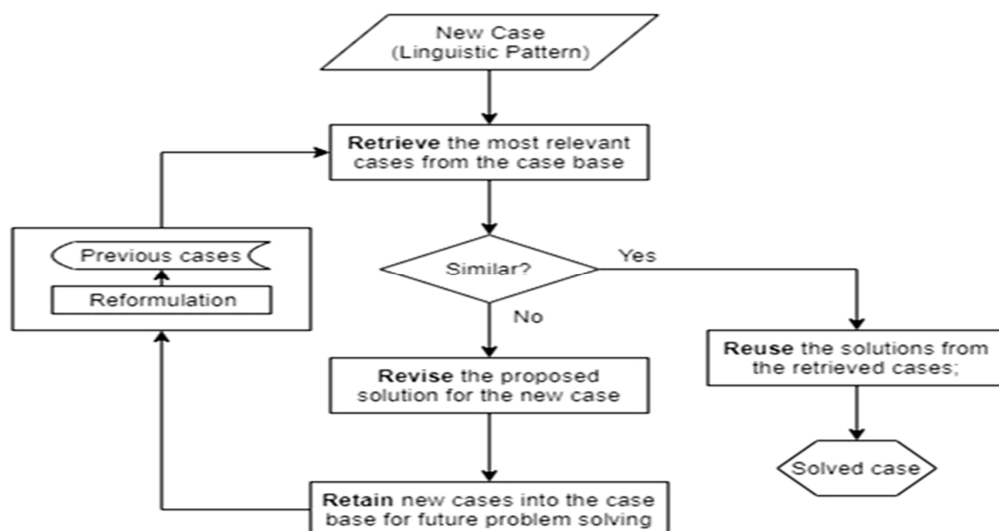 New Case
(Linguistic Pattern)
Retrieve the most relevant
cases from the case base
Previous cases
Reformulation
Similar?
Yes
No
Reuse the solutions from
the retrieved cases;
Revise the proposed
solution for the new case
Solved case
Retain new cases into the case
base for future problem solving